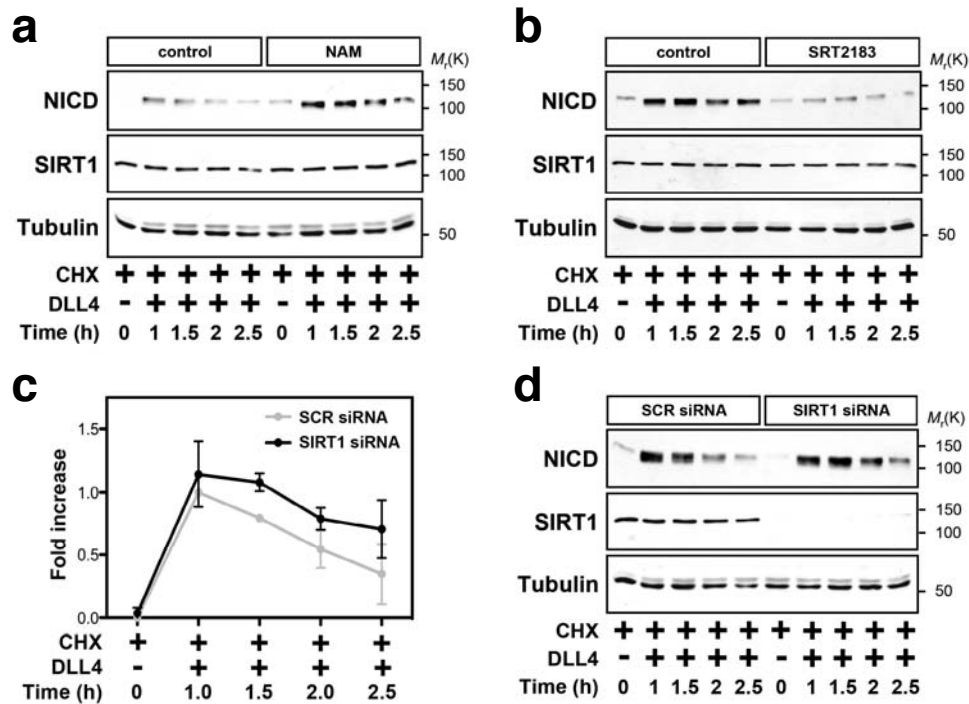 a
control NAM
Mr(K)
NICD
150
100
SIRT1
150
100
Tubulin
50
CHX + + + + + + + + + +
DLL4 - + + + + - + + + +
Time (h) 0 1 1.5 2 2.5 0 1 1.5 2 2.5
b
control SRT2183
Mr(K)
NICD
150
100
SIRT1
150
100
Tubulin
50
CHX + + + + + + + + + +
DLL4 - + + + + - + + + +
Time (h) 0 1 1.5 2 2.5 0 1 1.5 2 2.5
c
SCR siRNA
SIRT1 siRNA
Fold increase
1.5
1.0
0.5
0.0
CHX + + + + +
DLL4 - + + + +
Time (h) 0 1.0 1.5 2.0 2.5
d
SCR siRNA SIRT1 siRNA
Mr(K)
NICD
150
100
SIRT1
150
100
Tubulin
50
CHX + + + + + + + + + +
DLL4 - + + + + - + + + +
Time (h) 0 1 1.5 2 2.5 0 1 1.5 2 2.5